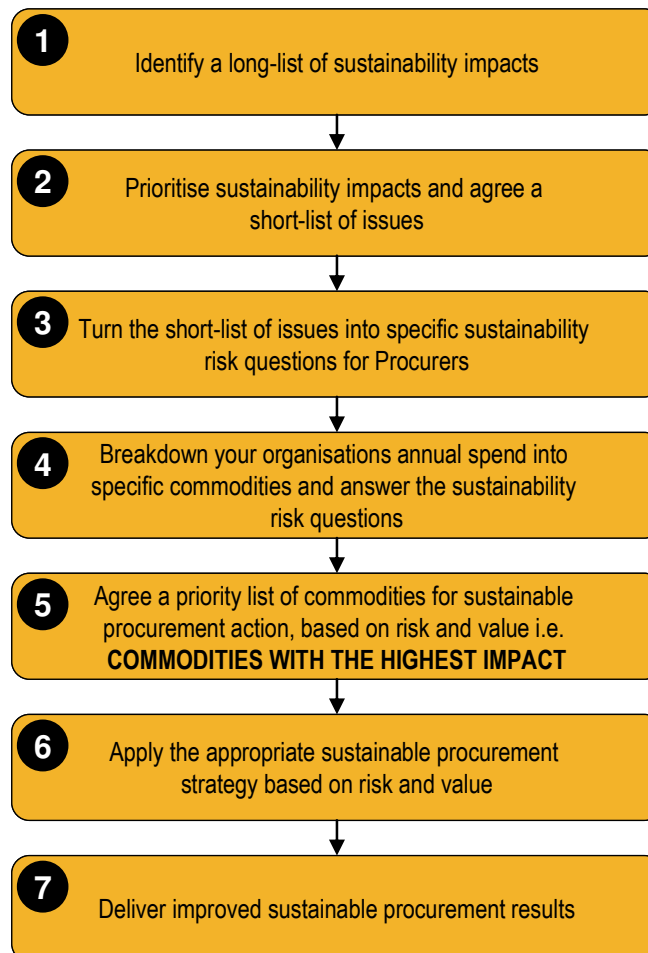 1
Identify a long-list of sustainability impacts
2
Prioritise sustainability impacts and agree a
short-list of issues
3
Turn the short-list of issues into specific sustainability
risk questions for Procurers
4
Breakdown your organisations annual spend into
specific commodities and answer the sustainability
risk questions
5
Agree a priority list of commodities for sustainable
procurement action, based on risk and value i.e.
COMMODITIES WITH THE HIGHEST IMPACT
6
Apply the appropriate sustainable procurement
strategy based on risk and value
7
Deliver improved sustainable procurement results